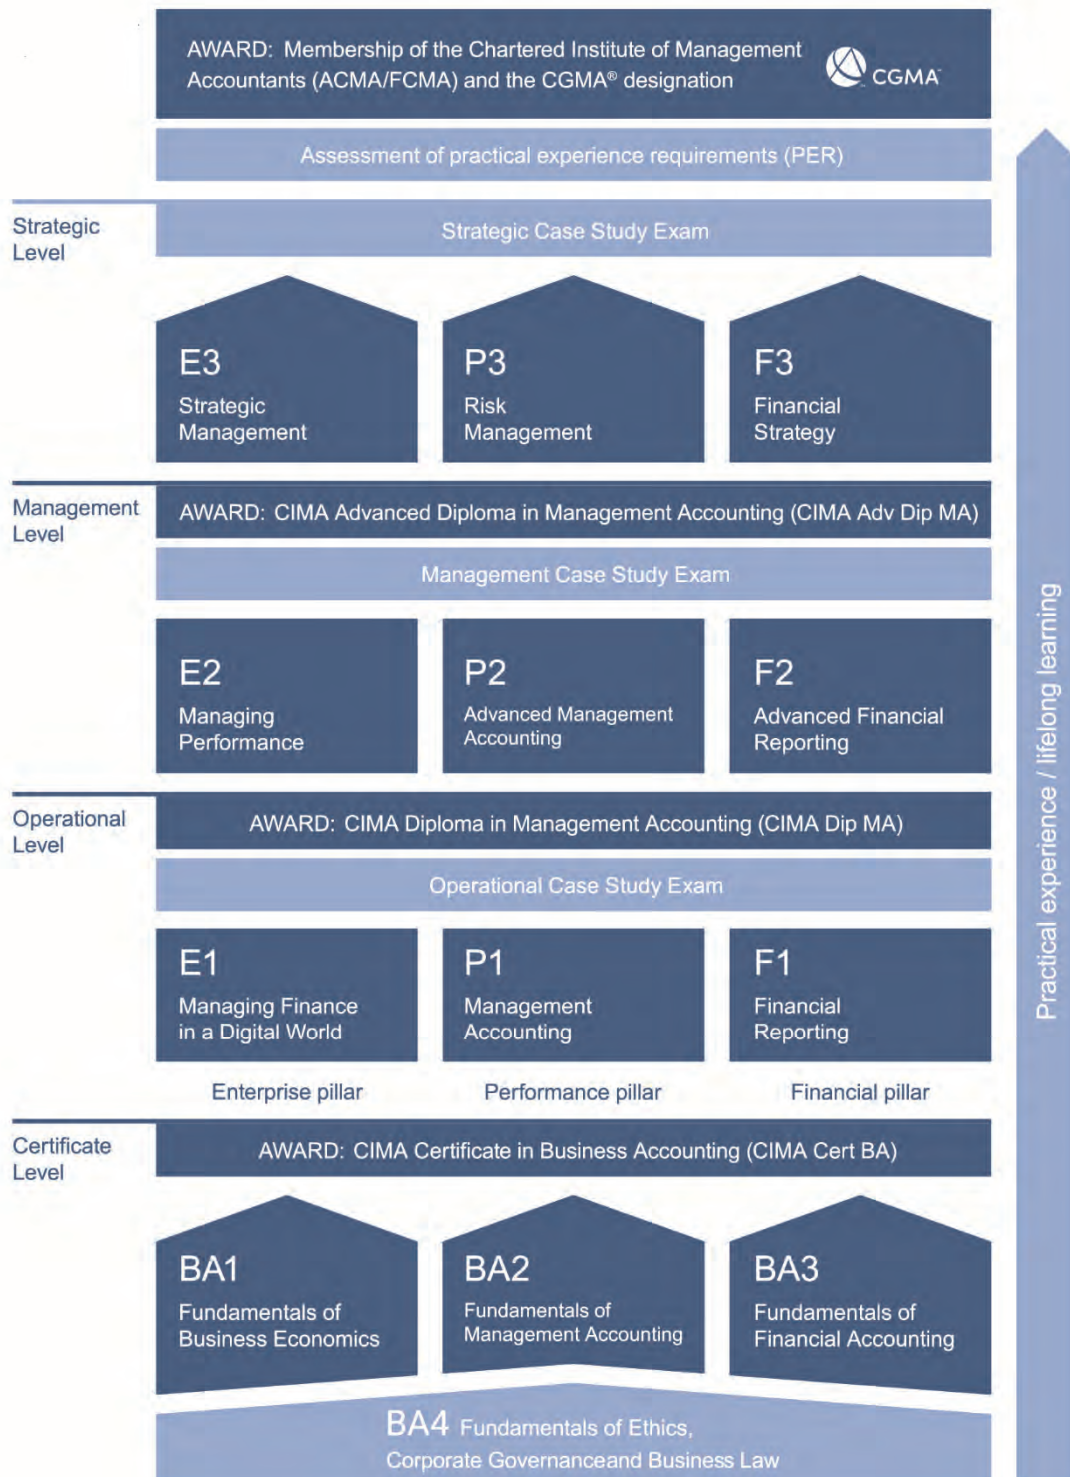 AWARD: Membership of the Chartered Institute of Management
Accountants (ACMA/FCMA) and the CGMA® designation
CGMA
Assessment of practical experience requirements (PER)
Strategic
Level
Strategic Case Study Exam
E3
Strategic
Management
P3
Risk
Management
F3
Financial
Strategy
Management
Level
AWARD: CIMA Advanced Diploma in Management Accounting (CIMA Adv Dip MA)
Management Case Study Exam
E2
Managing
Performance
P2
Advanced Management
Accounting
F2
Advanced Financial
Reporting
Operational
Level
AWARD: CIMA Diploma in Management Accounting (CIMA Dip MA)
Operational Case Study Exam
E1
Managing Finance
in a Digital World
P1
Management
Accounting
F1
Financial
Reporting
Enterprise pillar
Performance pillar
Financial pillar
Certificate
Level
AWARD: CIMA Certificate in Business Accounting (CIMA Cert BA)
BA1
Fundamentals of
Business Economics
BA2
Fundamentals of
Management Accounting
BA3
Fundamentals of
Financial Accounting
BA4 Fundamentals of Ethics,
Corporate Governanceand Business Law
Practical experience / lifelong learning